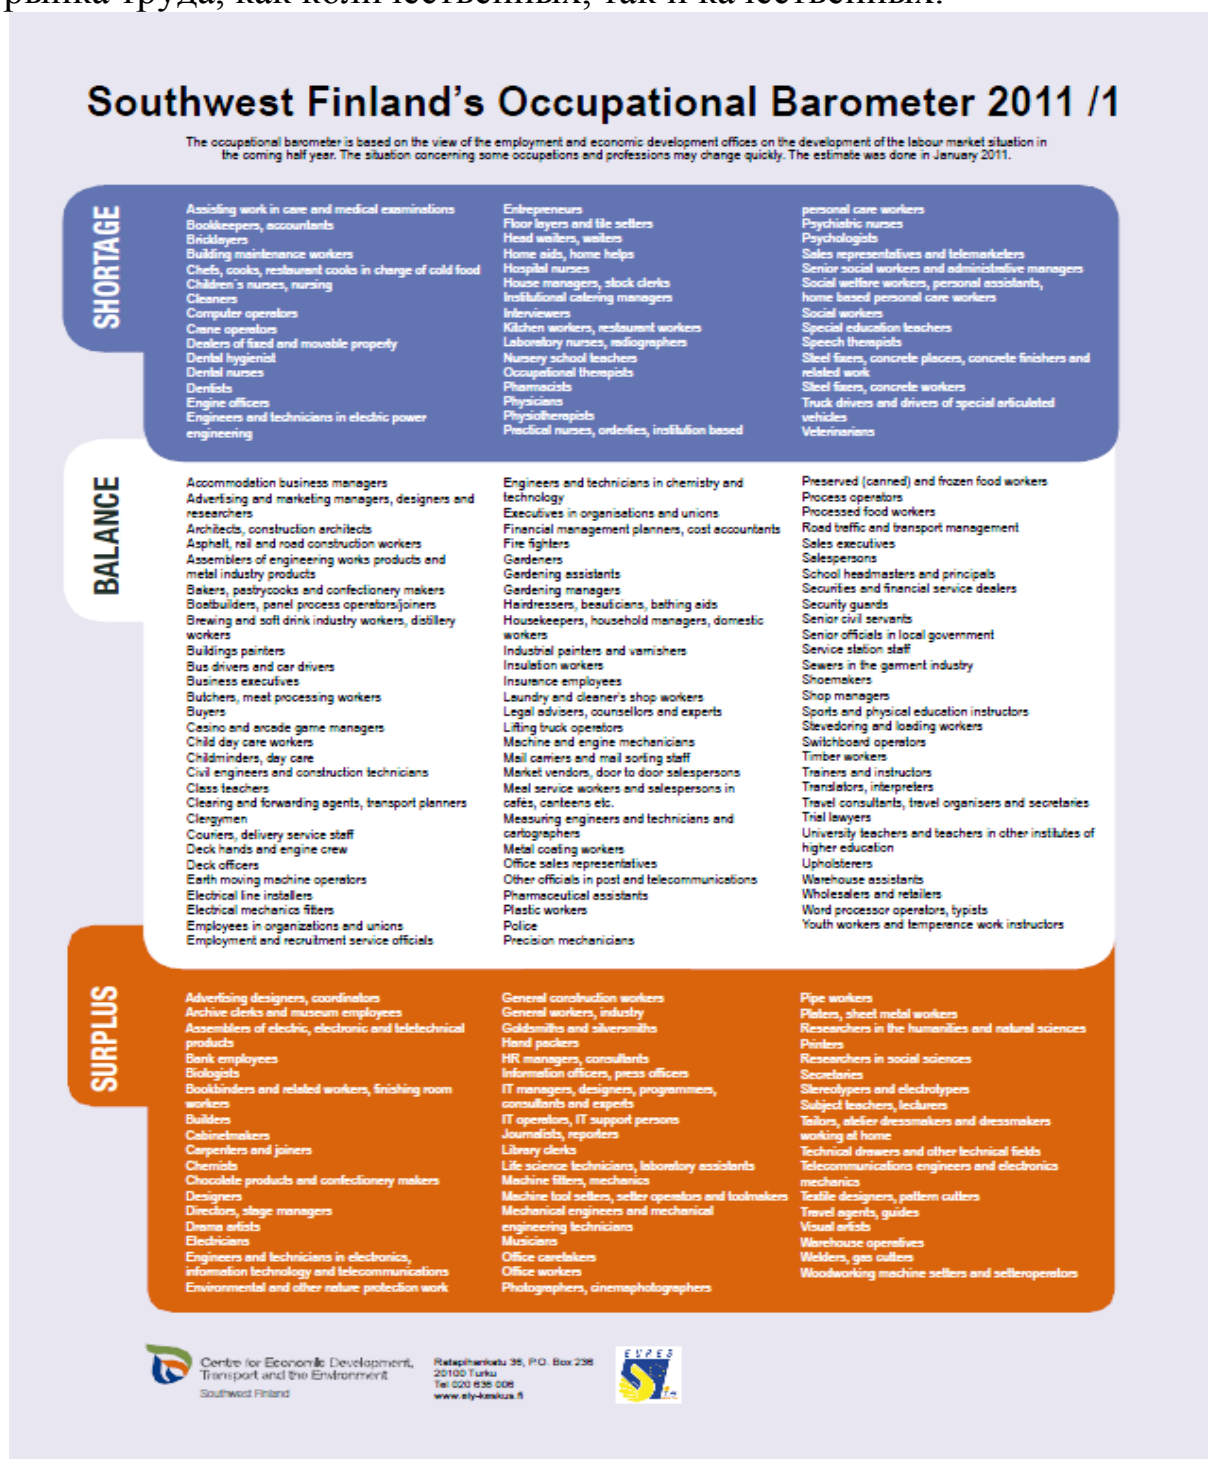 рынка труда, как количественных, так и качественных.
Southwest Finland's Occupational Barometer 2011 /1
The occupational barometer is based on the view of the employment and economic development offices on the development of the labour market situation in
the coming half year. The situation concerning some occupations and professions may change quickly. The estimate was done in January 2011.
SHORTAGE
Assisting work in care and medical examinations
Bookkeepers, accountants
Bricklayers
Building maintenance workers
Chefs, cooks, restaurant cooks in charge of cold food
Children's nurses, nursing
Cleaners
Computer operators
Crane operators
Dealers of fixed and movable property
Dental hygienist
Dental nurses
Dentists
Engine officers
Engineers and technicians in electric power
engineering
Entrepreneurs
Floor layers and tile setters
Head waiters, waiters
Home aids, home helps
Hospital nurses
House managers, stock clerks
Institutional catering managers
Interviewers
Kitchen workers, restaurant workers
Laboratory nurses, radiographers
Nursery school teachers
Occupational therapists
Pharmacists
Physicians
Physiotherapists
Practical nurses, orderlies, institution based
personal care workers
Psychiatric nurses
Psychologists
Sales representatives and telemarketers
Senior social workers and administrative managers
Social welfare workers, personal assistants,
home based personal care workers
Social workers
Special education teachers
Speech therapists
Steel fixers, concrete placers, concrete finishers and
related work
Steel fixers, concrete workers
Truck drivers and drivers of special articulated
vehicles
Veterinarians
BALANCE
Accommodation business managers
Advertising and marketing managers, designers and
researchers
Architects, construction architects
Asphalt, rail and road construction workers
Assemblers of engineering works products and
metal industry products
Bakers, pastrycooks and confectionery makers
Boatbuilders, panel process operators/joiners
Brewing and soft drink industry workers, distillery
workers
Buildings painters
Bus drivers and car drivers
Business executives
Butchers, meat processing workers
Buyers
Casino and arcade game managers
Child day care workers
Childminders, day care
Civil engineers and construction technicians
Class teachers
Clearing and forwarding agents, transport planners
Clergymen
Couriers, delivery service staff
Deck hands and engine crew
Deck officers
Earth moving machine operators
Electrical line installers
Electrical mechanics fitters
Employees in organizations and unions
Employment and recruitment service officials
Engineers and technicians in chemistry and
technology
Executives in organisations and unions
Financial management planners, cost accountants
Fire fighters
Gardeners
Gardening assistants
Gardening managers
Hairdressers, beauticians, bathing aids
Housekeepers, household managers, domestic
workers
Industrial painters and varnishers
Insulation workers
Insurance employees
Laundry and cleaner's shop workers
Legal advisers, counsellors and experts
Lifting truck operators
Machine and engine mechanicians
Mail carriers and mail sorting staff
Market vendors, door to door salespersons
Meal service workers and salespersons in
cafés, canteens etc.
Measuring engineers and technicians and
cartographers
Metal coating workers
Office sales representatives
Other officials in post and telecommunications
Pharmaceutical assistants
Plastic workers
Police
Precision mechanicians
Preserved (canned) and frozen food workers
Process operators
Processed food workers
Road traffic and transport management
Sales executives
Salespersons
School headmasters and principals
Securities and financial service dealers
Security guards
Senior civil servants
Senior officials in local government
Service station staff
Sewers in the garment industry
Shoemakers
Shop managers
Sports and physical education instructors
Stevedoring and loading workers
Switchboard operators
Timber workers
Trainers and instructors
Translators, interpreters
Travel consultants, travel organisers and secretaries
Trial lawyers
University teachers and teachers in other institutes of
higher education
Upholsterers
Warehouse assistants
Wholesalers and retailers
Word processor operators, typists
Youth workers and temperance work instructors
SURPLUS
Advertising designers, coordinators
Archive clerks and museum employees
Assemblers of electric, electronic and teletechnical
products
Bank employees
Biologists
Bookbinders and related workers, finishing room
workers
Builders
Cabinetmakers
Carpenters and joiners
Chemists
Chocolate products and confectionery makers
Designers
Directors, stage managers
Drama artists
Electricians
Engineers and technicians in electronics,
information technology and telecommunications
Environmental and other nature protection work
General construction workers
General workers, industry
Goldsmiths and silversmiths
Hand packers
HR managers, consultants
Information officers, press officers
IT managers, designers, programmers,
consultants and experts
IT operators, IT support persons
Journalists, reporters
Library clerks
Life science technicians, laboratory assistants
Machine fitters, mechanics
Machine tool setters, setter operators and toolmakers
Mechanical engineers and mechanical
engineering technicians
Musicians
Office caretakers
Office workers
Photographers, cinemaphotographers
Pipe workers
Platers, sheet metal workers
Researchers in the humanities and natural sciences
Printers
Researchers in social sciences
Secretaries
Stereotypers and electrotypers
Subject teachers, lecturers
Tailors, atelier dressmakers and dressmakers
working at home
Technical drawers and other technical fields
Telecommunications engineers and electronics
mechanics
Textile designers, pattern cutters
Travel agents, guides
Visual artists
Warehouse operatives
Welders, gas cutters
Woodworking machine setters and setteroperators
Centre for Economic Development,
Transport and the Environment
Southwest Finland
Ratapihankatu 36, P.O. Box 236
20100 Turku
Tel 020 636 006
www.ely-keskus.fi
EURES